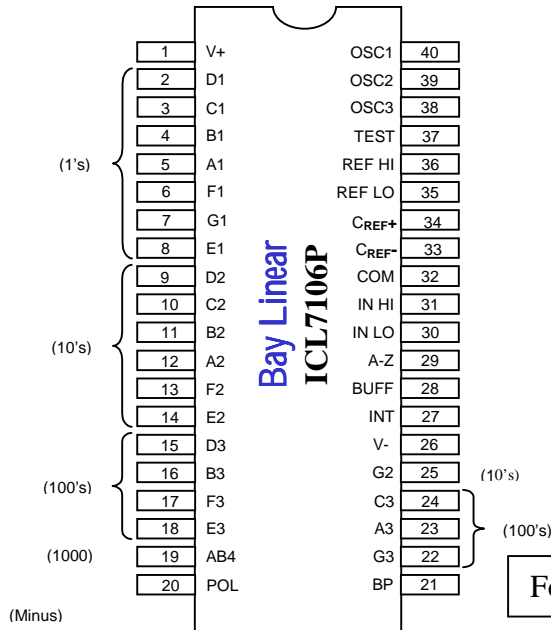 1 V+ OSC1 40
2 D1 OSC2 39
3 C1 OSC3 38
4 B1 TEST 37
(1's) 5 A1 REF HI 36
6 F1 REF LO 35
7 G1 CREF+ 34
8 E1 CREF- 33
9 D2 COM 32
10 C2 IN HI 31
(10's) 11 B2 IN LO 30
12 A2 A-Z 29
13 F2 BUFF 28
14 E2 INT 27
15 D3 V- 26
16 B3 G2 25 (10's)
(100's) 17 F3 C3 24
18 E3 A3 23 (100's)
(1000) 19 AB4 G3 22
20 POL BP 21
(Minus)
Bay Linear
ICL7106P